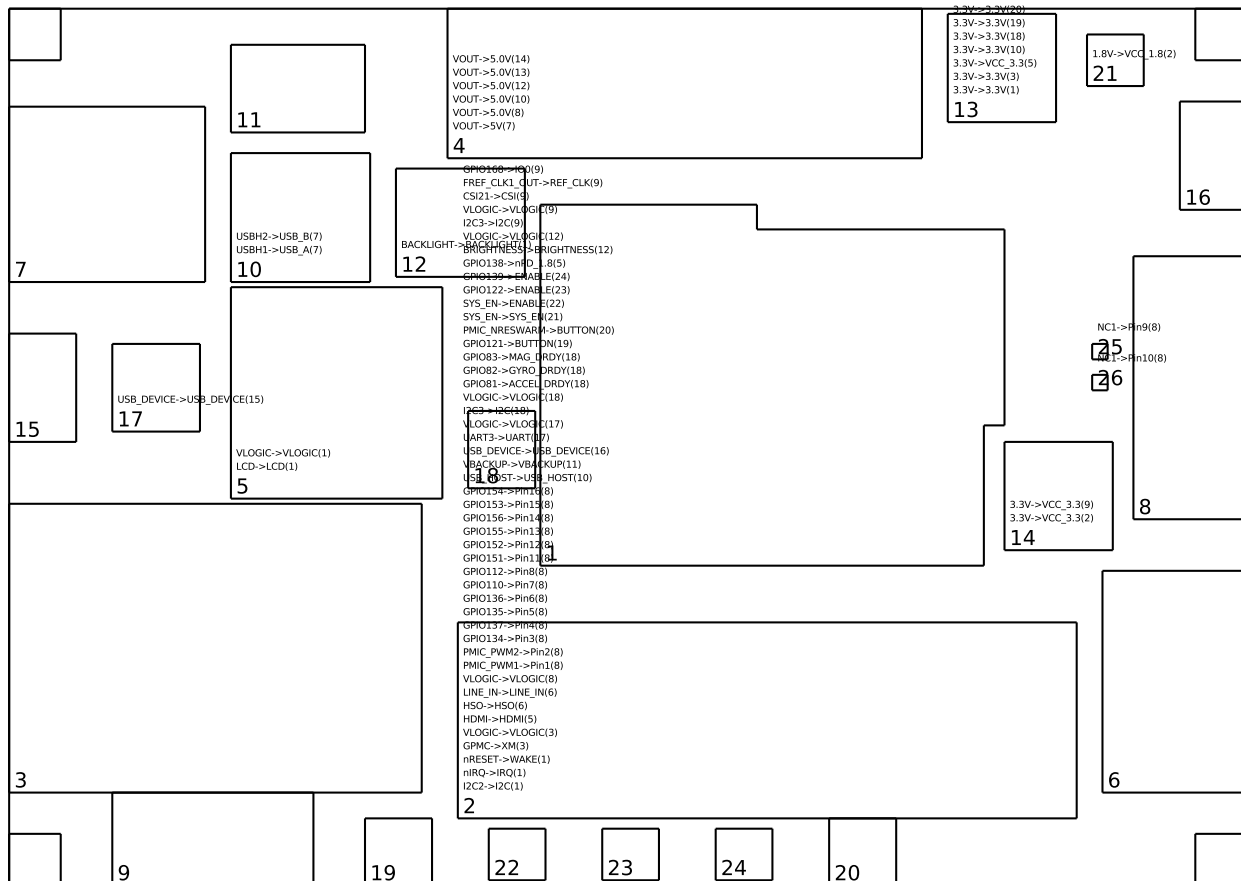 3.3V->3.3V(20)
3.3V->3.3V(19)
3.3V->3.3V(18)
3.3V->3.3V(10)
3.3V->VCC_3.3(5)
3.3V->3.3V(3)
3.3V->3.3V(1)
13
1.8V->VCC_1.8(2)
21
VOUT->5.0V(14)
VOUT->5.0V(13)
VOUT->5.0V(12)
VOUT->5.0V(10)
VOUT->5.0V(8)
VOUT->5V(7)
4
11
16
USBH2->USB_B(7)
USBH1->USB_A(7)
10
7
BACKLIGHT->BACKLIGHT(1)
12
GPIO168->IO0(9)
FREF_CLK1_OUT->REF_CLK(9)
CSI21->CSI(9)
VLOGIC->VLOGIC(9)
I2C3->I2C(9)
VLOGIC->VLOGIC(12)
BRIGHTNESS->BRIGHTNESS(12)
GPIO138->nPD_1.8(5)
GPIO139->ENABLE(24)
GPIO122->ENABLE(23)
SYS_EN->ENABLE(22)
SYS_EN->SYS_EN(21)
PMIC_NRESWARM->BUTTON(20)
GPIO121->BUTTON(19)
GPIO83->MAG_DRDY(18)
GPIO82->GYRO_DRDY(18)
GPIO81->ACCEL_DRDY(18)
VLOGIC->VLOGIC(18)
I2C3->I2C(18)
VLOGIC->VLOGIC(17)
UART3->UART(17)
USB_DEVICE->USB_DEVICE(16)
VBACKUP->VBACKUP(11)
USB_HOST->USB_HOST(10)
GPIO154->Pin16(8)
GPIO153->Pin15(8)
GPIO156->Pin14(8)
GPIO155->Pin13(8)
GPIO152->Pin12(8)
GPIO151->Pin11(8)
GPIO112->Pin8(8)
GPIO110->Pin7(8)
GPIO136->Pin6(8)
GPIO135->Pin5(8)
GPIO137->Pin4(8)
GPIO134->Pin3(8)
PMIC_PWM2->Pin2(8)
PMIC_PWM1->Pin1(8)
VLOGIC->VLOGIC(8)
LINE_IN->LINE_IN(6)
HSO->HSO(6)
HDMI->HDMI(5)
VLOGIC->VLOGIC(3)
GPMC->XM(3)
nRESET->WAKE(1)
nIRQ->IRQ(1)
I2C2->I2C(1)
2
18
1
NC1->Pin9(8)
25
NC1->Pin10(8)
26
15
USB_DEVICE->USB_DEVICE(15)
17
VLOGIC->VLOGIC(1)
LCD->LCD(1)
5
3.3V->VCC_3.3(9)
3.3V->VCC_3.3(2)
14
8
3
6
9
19
22
23
24
20